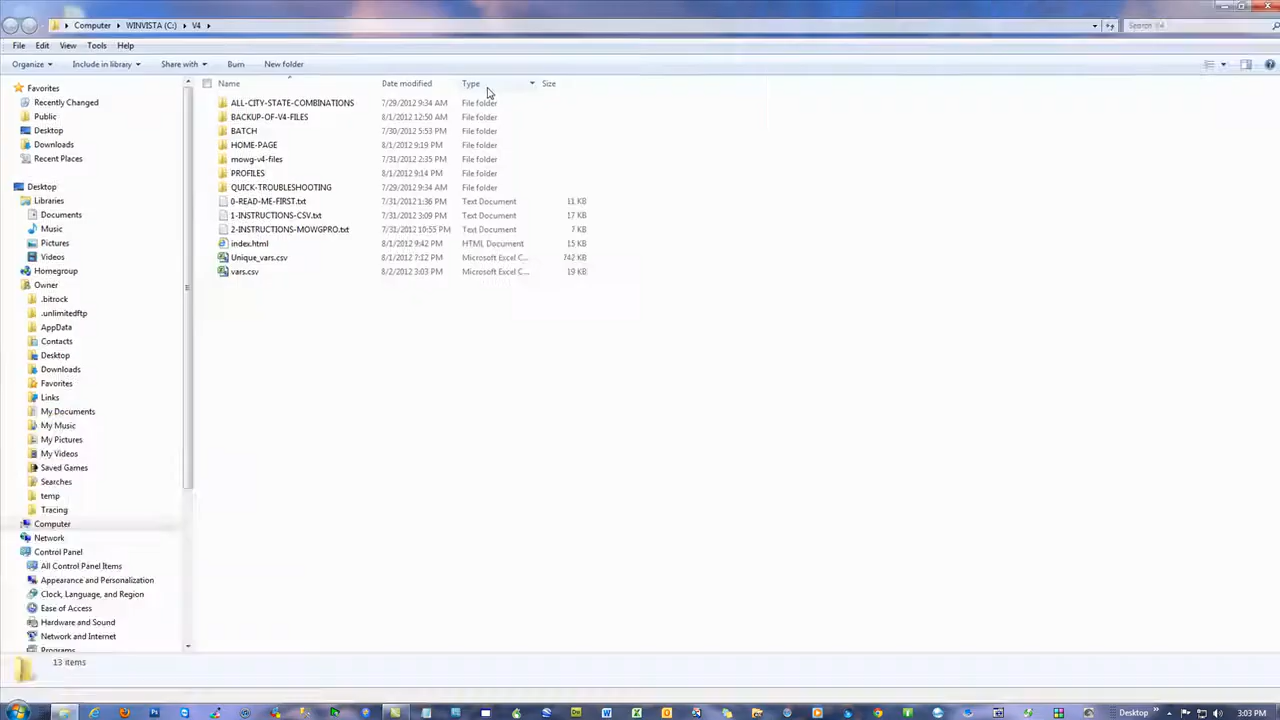 Computer WINVISTA (C:) V4 Search V4
File Edit View Tools Help
Organize Include in library Share with Burn New folder
Name Date modified Type Size
Favorites
Recently Changed
Public
Desktop
Downloads
Recent Places
Desktop
Libraries
Documents
Music
Pictures
Videos
Homegroup
Owner
.bitrock
.unlimitedftp
AppData
Contacts
Desktop
Downloads
Favorites
Links
My Documents
My Music
My Pictures
My Videos
Saved Games
Searches
temp
Tracing
Computer
Network
Control Panel
All Control Panel Items
Appearance and Personalization
Clock, Language, and Region
Ease of Access
Hardware and Sound
Network and Internet
Programs
ALL-CITY-STATE-COMBINATIONS 7/29/2012 9:34 AM File folder
BACKUP-OF-V4-FILES 8/1/2012 12:50 AM File folder
BATCH 7/30/2012 5:53 PM File folder
HOME-PAGE 8/1/2012 9:19 PM File folder
mowg-v4-files 7/31/2012 2:35 PM File folder
PROFILES 8/1/2012 9:14 PM File folder
QUICK-TROUBLESHOOTING 7/29/2012 9:34 AM File folder
0-READ-ME-FIRST.txt 7/31/2012 1:36 PM Text Document 11 KB
1-INSTRUCTIONS-CSV.txt 7/31/2012 3:09 PM Text Document 17 KB
2-INSTRUCTIONS-MOWGPRO.txt 7/31/2012 10:55 PM Text Document 7 KB
index.html 8/1/2012 9:42 PM HTML Document 15 KB
Unique_vars.csv 8/1/2012 7:12 PM Microsoft Excel C... 742 KB
vars.csv 8/2/2012 3:03 PM Microsoft Excel C... 19 KB
13 items
Desktop 3:03 PM